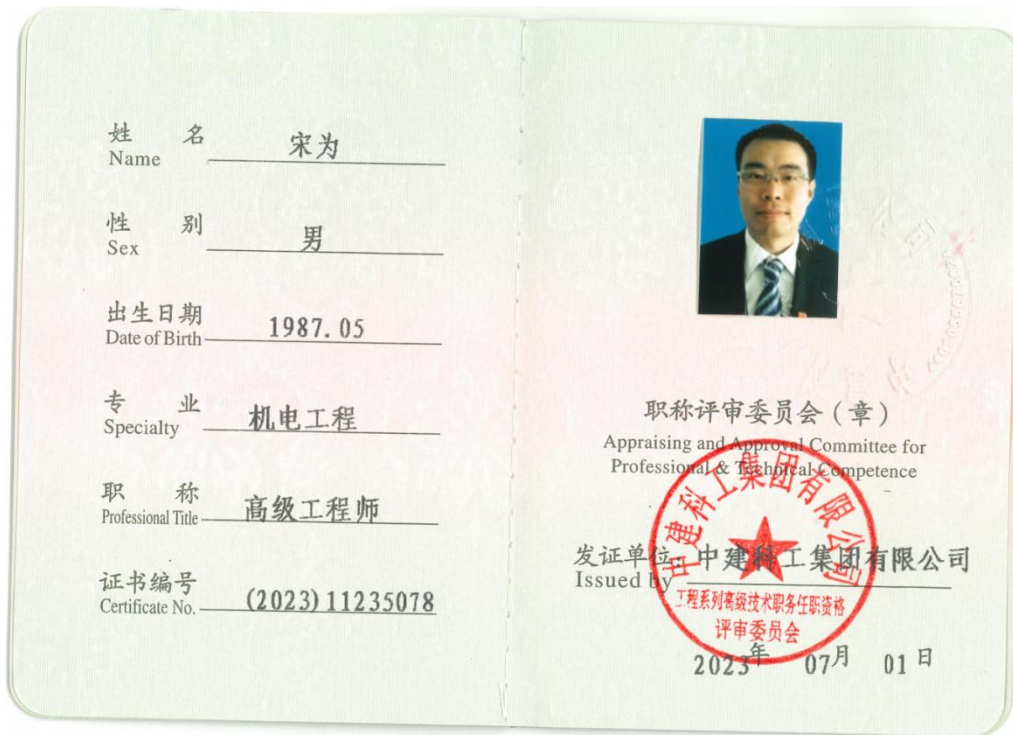 姓 名 宋为
Name
性 别 男
Sex
出生日期 1987.05
Date of Birth
专 业 机电工程
Specialty
职 称 高级工程师
Professional Title
证书编号 (2023)11235078
Certificate No.
职称评审委员会（章）
Appraising and Approval Committee for
Professional & Technical Competence
中建科工集团有限公司
发证单位：中建科工集团有限公司
Issued by
工程系列高级技术职务任职资格
评审委员会
2023年 07月 01日